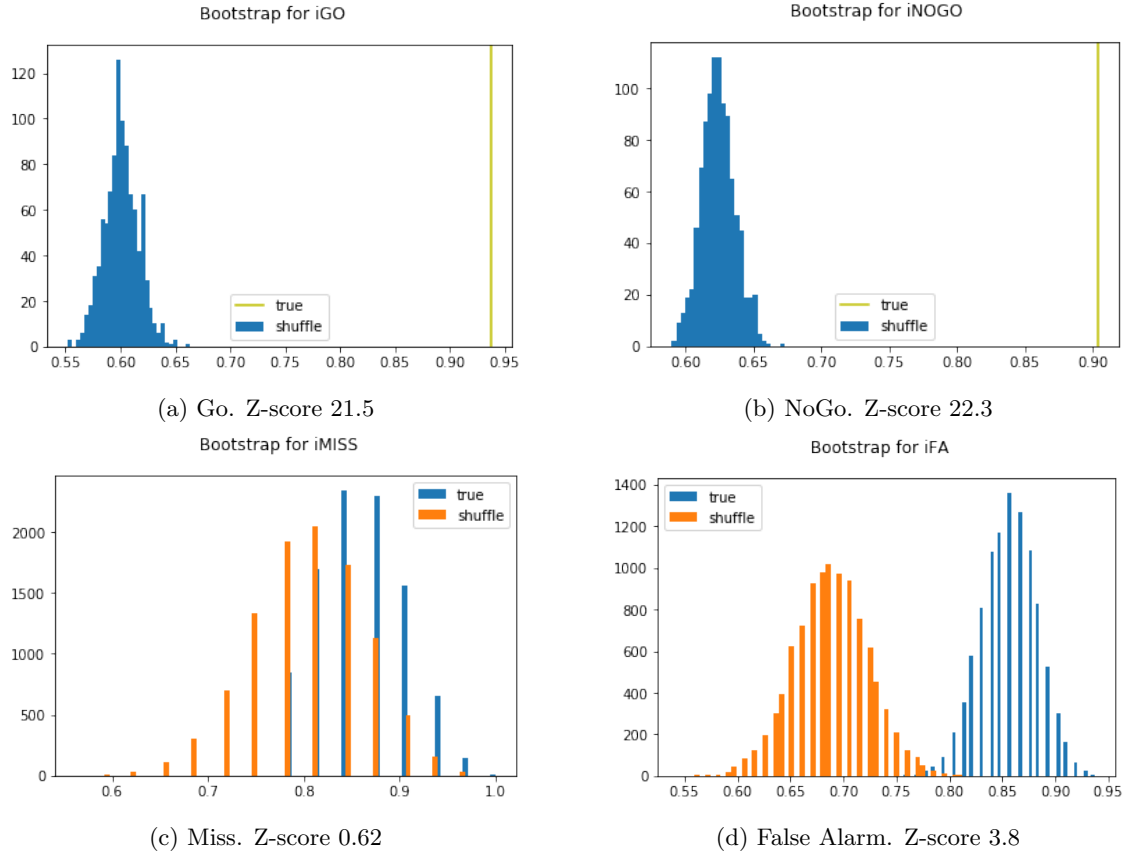 Bootstrap for iGO
120
100
80
60
40
20
0
0.55 0.60 0.65 0.70 0.75 0.80 0.85 0.90 0.95
true
shuffle
(a) Go. Z-score 21.5
Bootstrap for iNOGO
100
80
60
40
20
0
0.60 0.65 0.70 0.75 0.80 0.85 0.90
true
shuffle
(b) NoGo. Z-score 22.3
Bootstrap for iMISS
true
shuffle
2000
1500
1000
500
0
0.6 0.7 0.8 0.9 1.0
(c) Miss. Z-score 0.62
Bootstrap for iFA
true
shuffle
1400
1200
1000
800
600
400
200
0
0.55 0.60 0.65 0.70 0.75 0.80 0.85 0.90 0.95
(d) False Alarm. Z-score 3.8